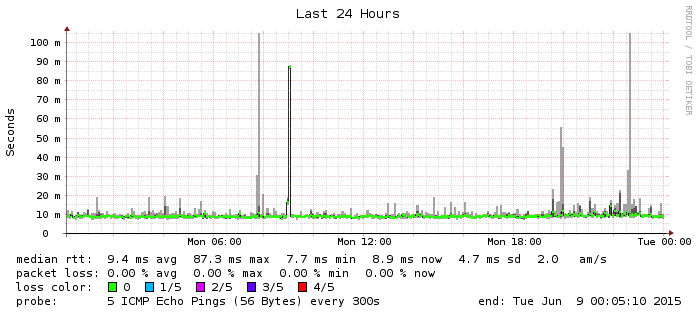 Last 24 Hours
RRDTOOL / TOBI OETIKER
Seconds
100 m
90 m
80 m
70 m
60 m
50 m
40 m
30 m
20 m
10 m
0
Mon 06:00 Mon 12:00 Mon 18:00 Tue 00:00
median rtt: 9.4 ms avg 87.3 ms max 7.7 ms min 8.9 ms now 4.7 ms sd 2.0 am/s
packet loss: 0.00 % avg 0.00 % max 0.00 % min 0.00 % now
loss color: 0 1/5 2/5 3/5 4/5
probe: 5 ICMP Echo Pings (56 Bytes) every 300s end: Tue Jun 9 00:05:10 2015